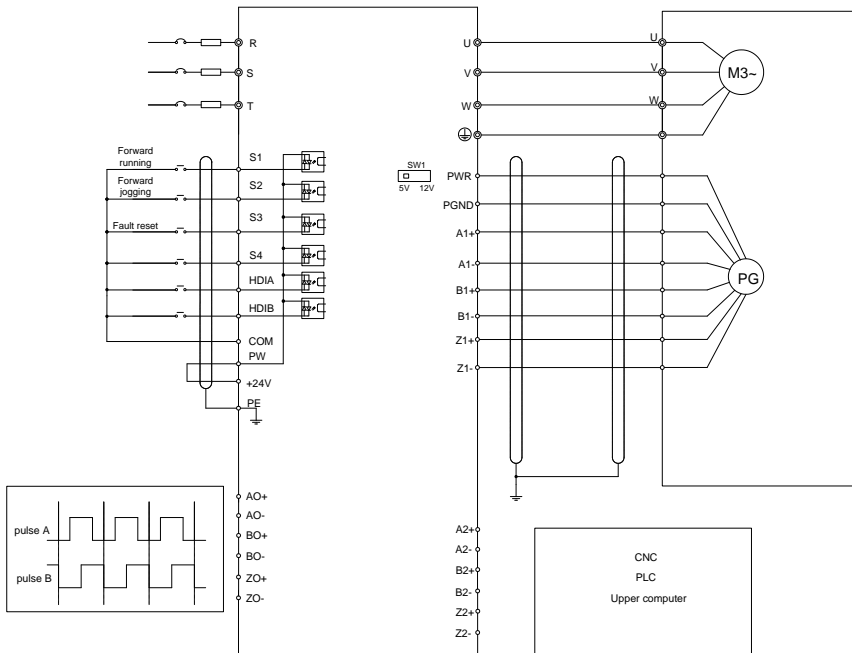 R
S
T
U
V
W
U
V
W
M3~
Forward
running
Forward
jogging
Fault reset
S1
S2
S3
S4
HDIA
HDIB
COM
PW
+24V
PE
SW1
5V 12V
PWR
PGND
A1+
A1-
B1+
B1-
Z1+
Z1-
PG
pulse A
pulse B
AO+
AO-
BO+
BO-
ZO+
ZO-
A2+
A2-
B2+
B2-
Z2+
Z2-
CNC
PLC
Upper computer